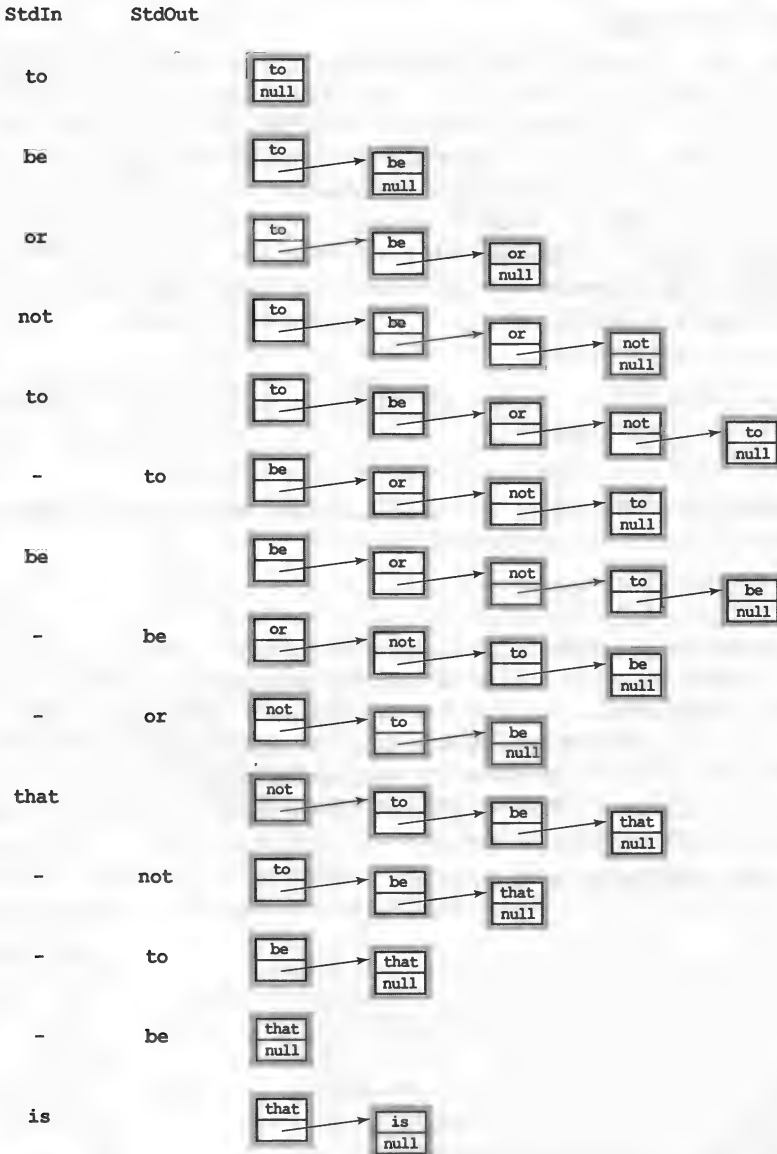 StdIn StdOut
to
to
null
be
to be
null
or
to be or
null
not
to be or not
null
to
to be or not to
null
- to
be or not to
null
be
be or not to be
null
- be
or not to be
null
- or
not to be
null
that
not to be that
null
- not
to be that
null
- to
be that
null
- be
that
null
is
that is
null